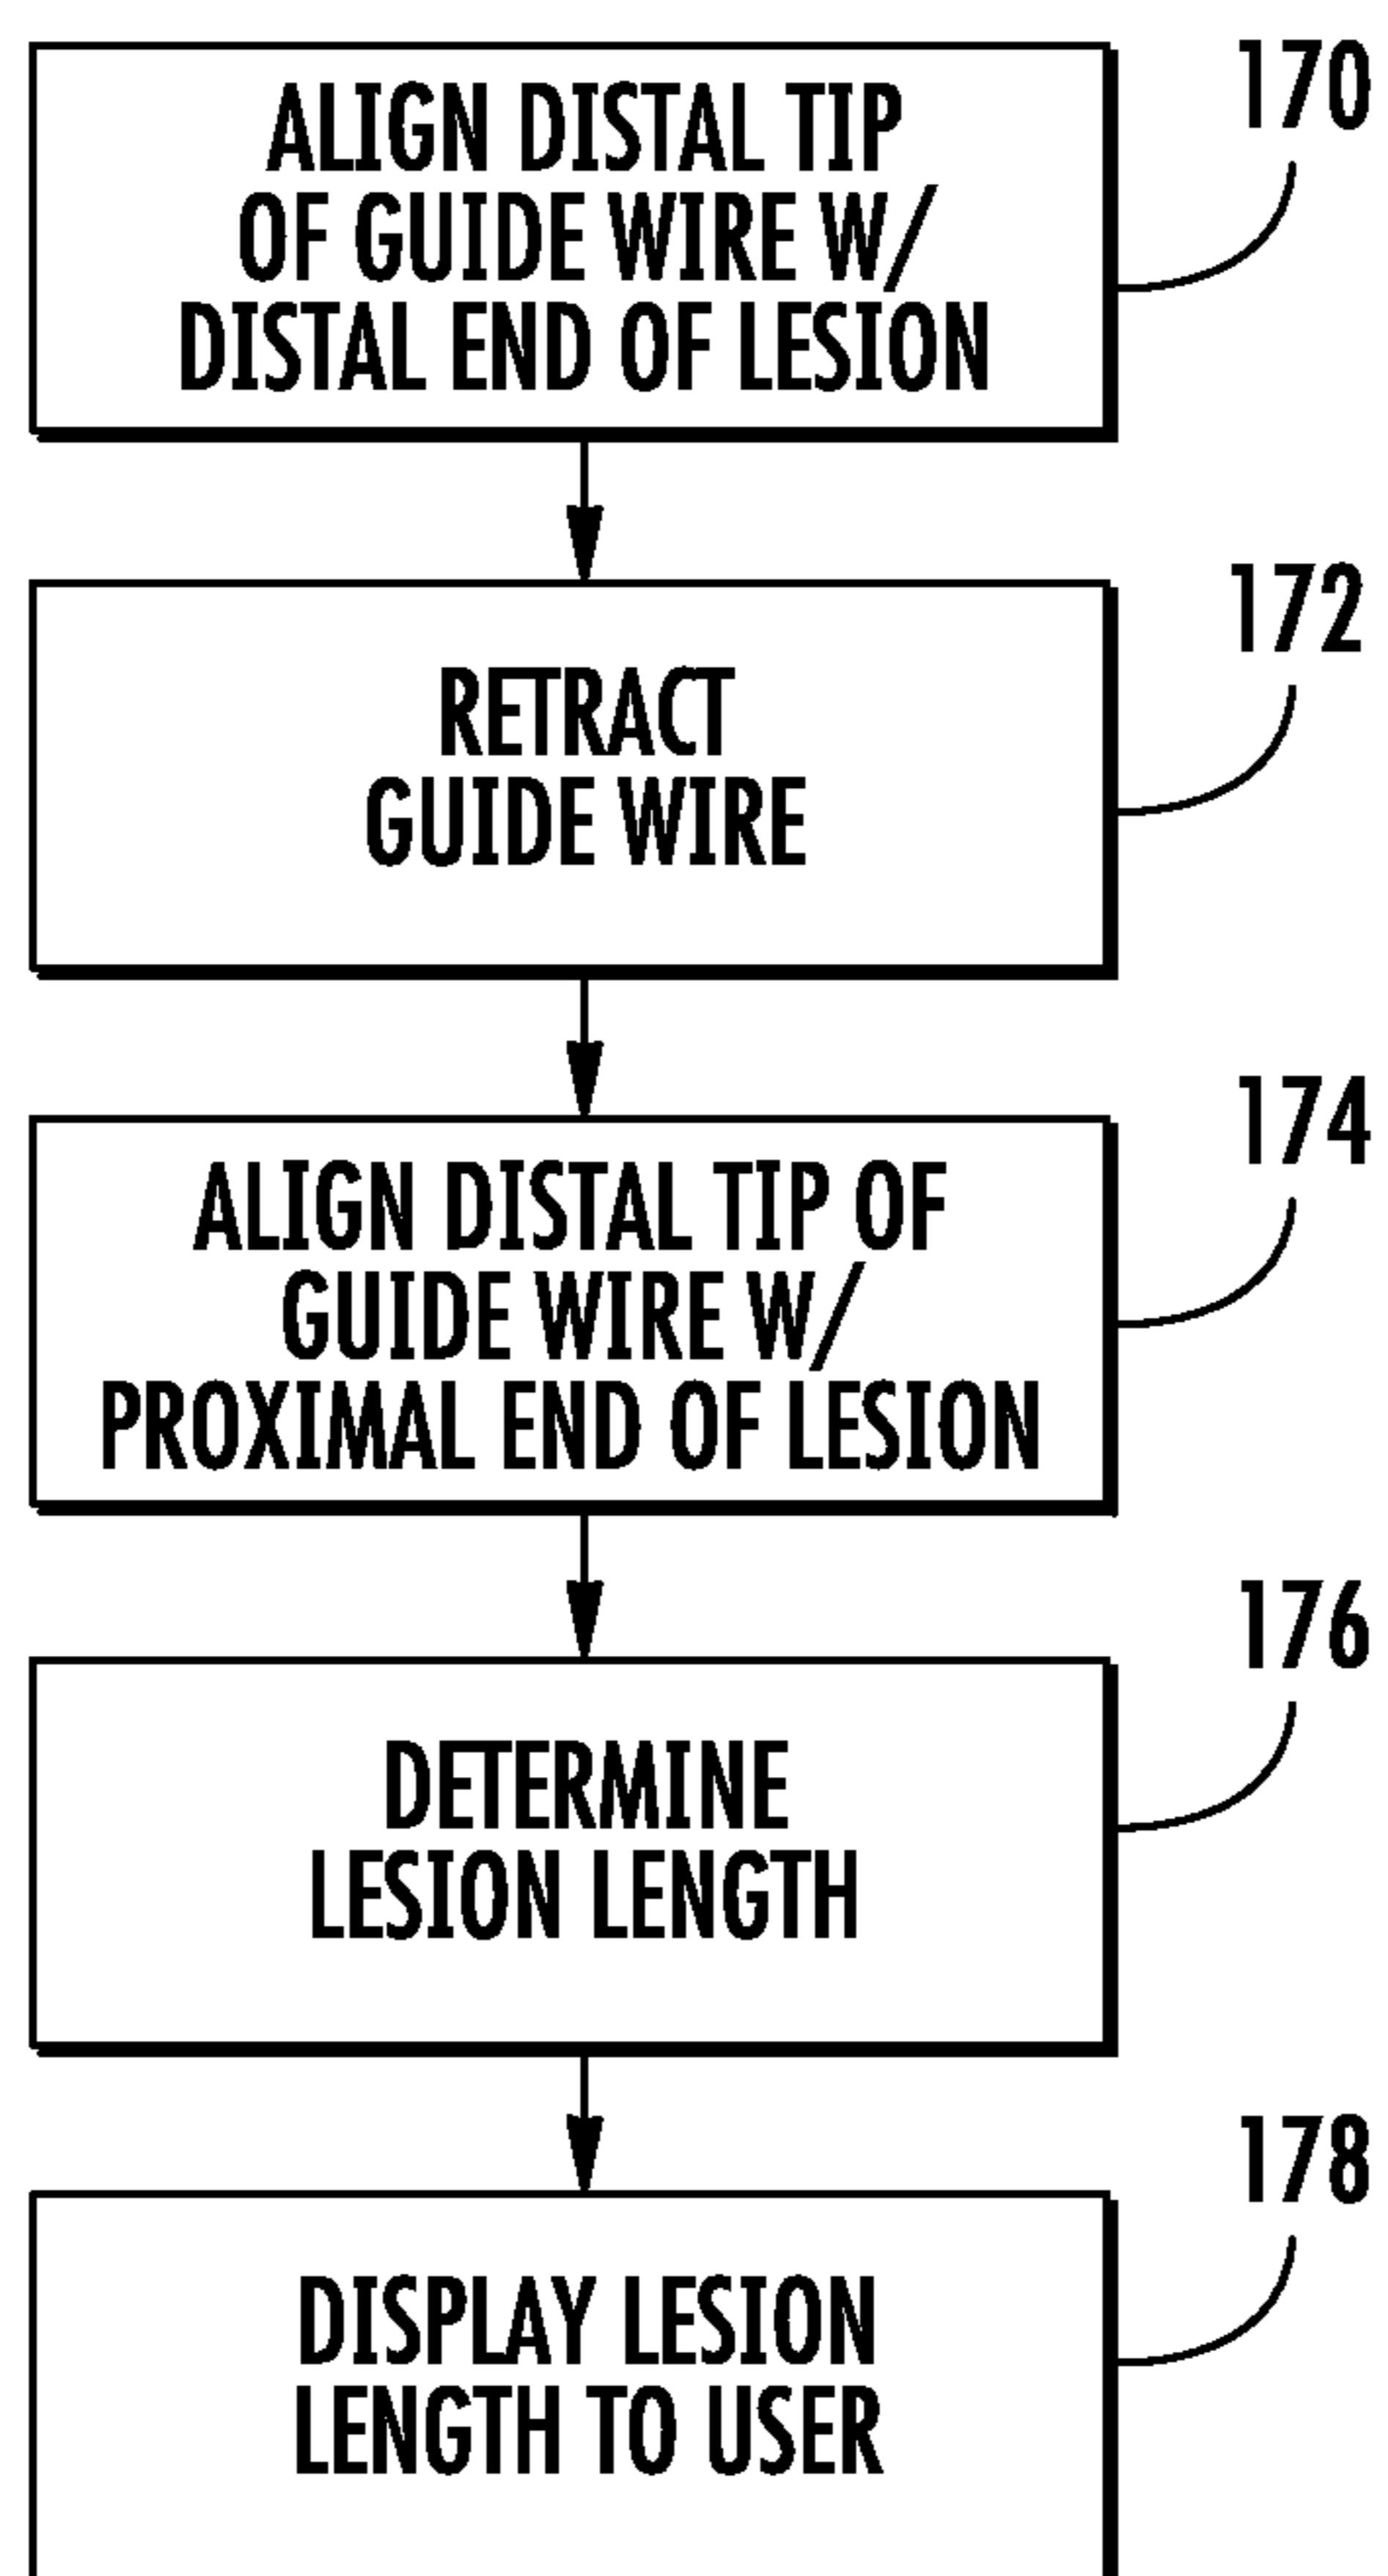 ALIGN DISTAL TIP
OF GUIDE WIRE W/
DISTAL END OF LESION
170
RETRACT
GUIDE WIRE
172
ALIGN DISTAL TIP OF
GUIDE WIRE W/
PROXIMAL END OF LESION
174
DETERMINE
LESION LENGTH
176
DISPLAY LESION
LENGTH TO USER
178